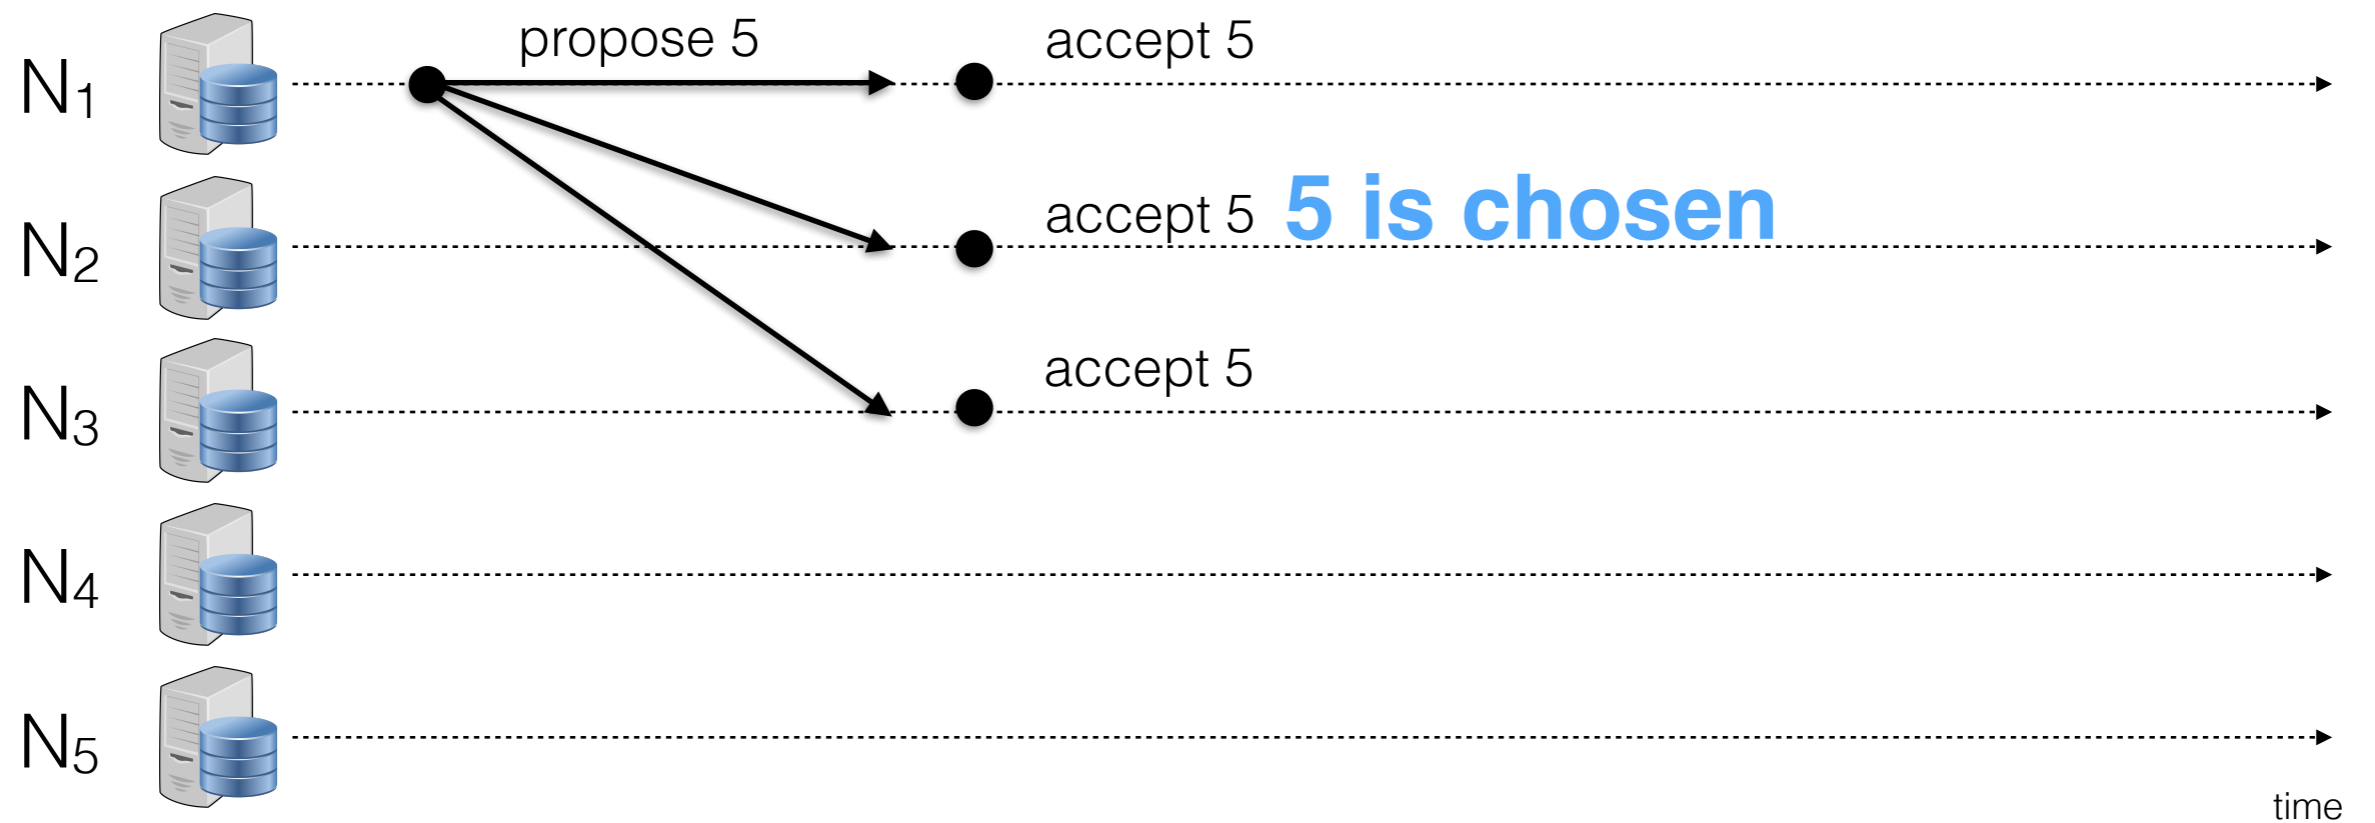 propose 5
accept 5
N1
accept 5
5 is chosen
N2
accept 5
N3
N4
N5
time